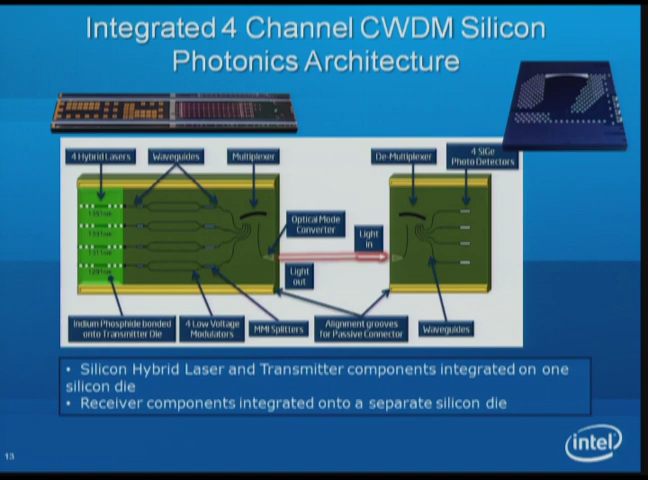 Integrated 4 Channel CWDM Silicon
Photonics Architecture
4 Hybrid Lasers
Waveguides
Multiplexer
De-Multiplexer
4 SiGe
Photo Detectors
1331nm
1311nm
1291nm
Optical Mode
Converter
Light
in
Light
out
Indium Phosphide bonded
onto Transmitter Die
4 Low Voltage
Modulators
MMI Splitters
Alignment grooves
for Passive Connector
Waveguides
• Silicon Hybrid Laser and Transmitter components integrated on one
silicon die
• Receiver components integrated onto a separate silicon die
13
intel